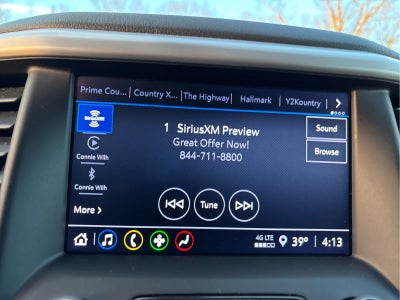 Prime Cou... Country X... The Highway Hallmark Y2Kountry >
SIRIUSXM
1 SiriusXM Preview
Great Offer Now!
844-711-8800
Sound
Browse
Connie With
Connie With
Tune
More >
4G LTE
39° 4:13